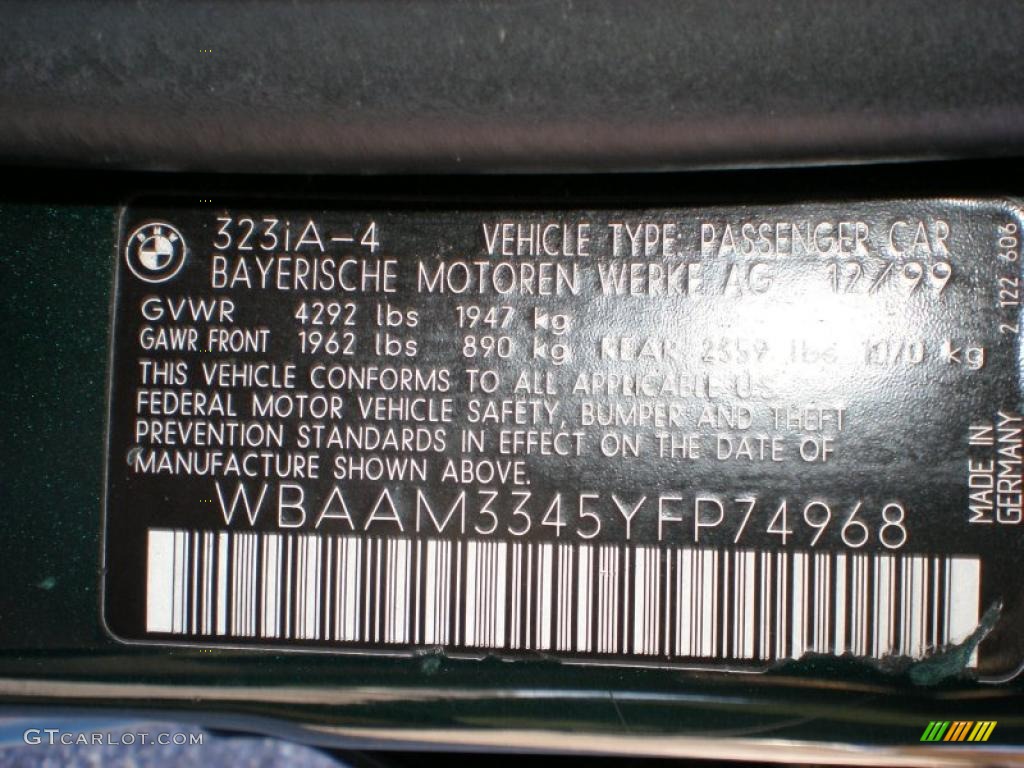 BMW
323iA-4 VEHICLE TYPE: PASSENGER CAR
BAYERISCHE MOTOREN WERKE AG 12/99
GVWR 4292 lbs 1947 kg
GAWR FRONT 1962 lbs 890 kg REAR 2359 lbs 1070 kg
THIS VEHICLE CONFORMS TO ALL APPLICABLE U.S.
FEDERAL MOTOR VEHICLE SAFETY, BUMPER AND THEFT
PREVENTION STANDARDS IN EFFECT ON THE DATE OF
MANUFACTURE SHOWN ABOVE.
WBAAM3345YFP74968
2 122 606
MADE IN
GERMANY
GTCARLOT.COM